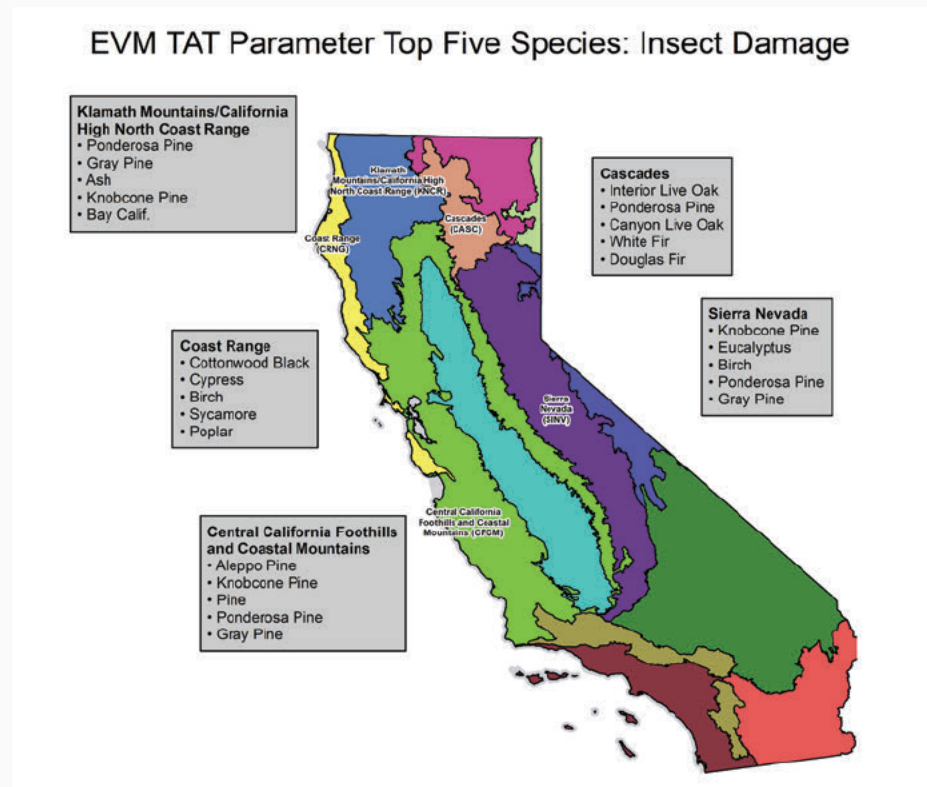 EVM TAT Parameter Top Five Species: Insect Damage
Klamath Mountains/California
High North Coast Range
• Ponderosa Pine
• Gray Pine
• Ash
• Knobcone Pine
• Bay Calif.
Cascades
• Interior Live Oak
• Ponderosa Pine
• Canyon Live Oak
• White Fir
• Douglas Fir
Sierra Nevada
• Knobcone Pine
• Eucalyptus
• Birch
• Ponderosa Pine
• Gray Pine
Coast Range
• Cottonwood Black
• Cypress
• Birch
• Sycamore
• Poplar
Central California Foothills
and Coastal Mountains
• Aleppo Pine
• Knobcone Pine
• Pine
• Ponderosa Pine
• Gray Pine
Klamath
Mountains/California High
North Coast Range (KNCR)
Cascades
(CASC)
Coast Range
(CRNG)
Sierra
Nevada
(SINV)
Central California
Foothills and Coastal
Mountains (CFCM)